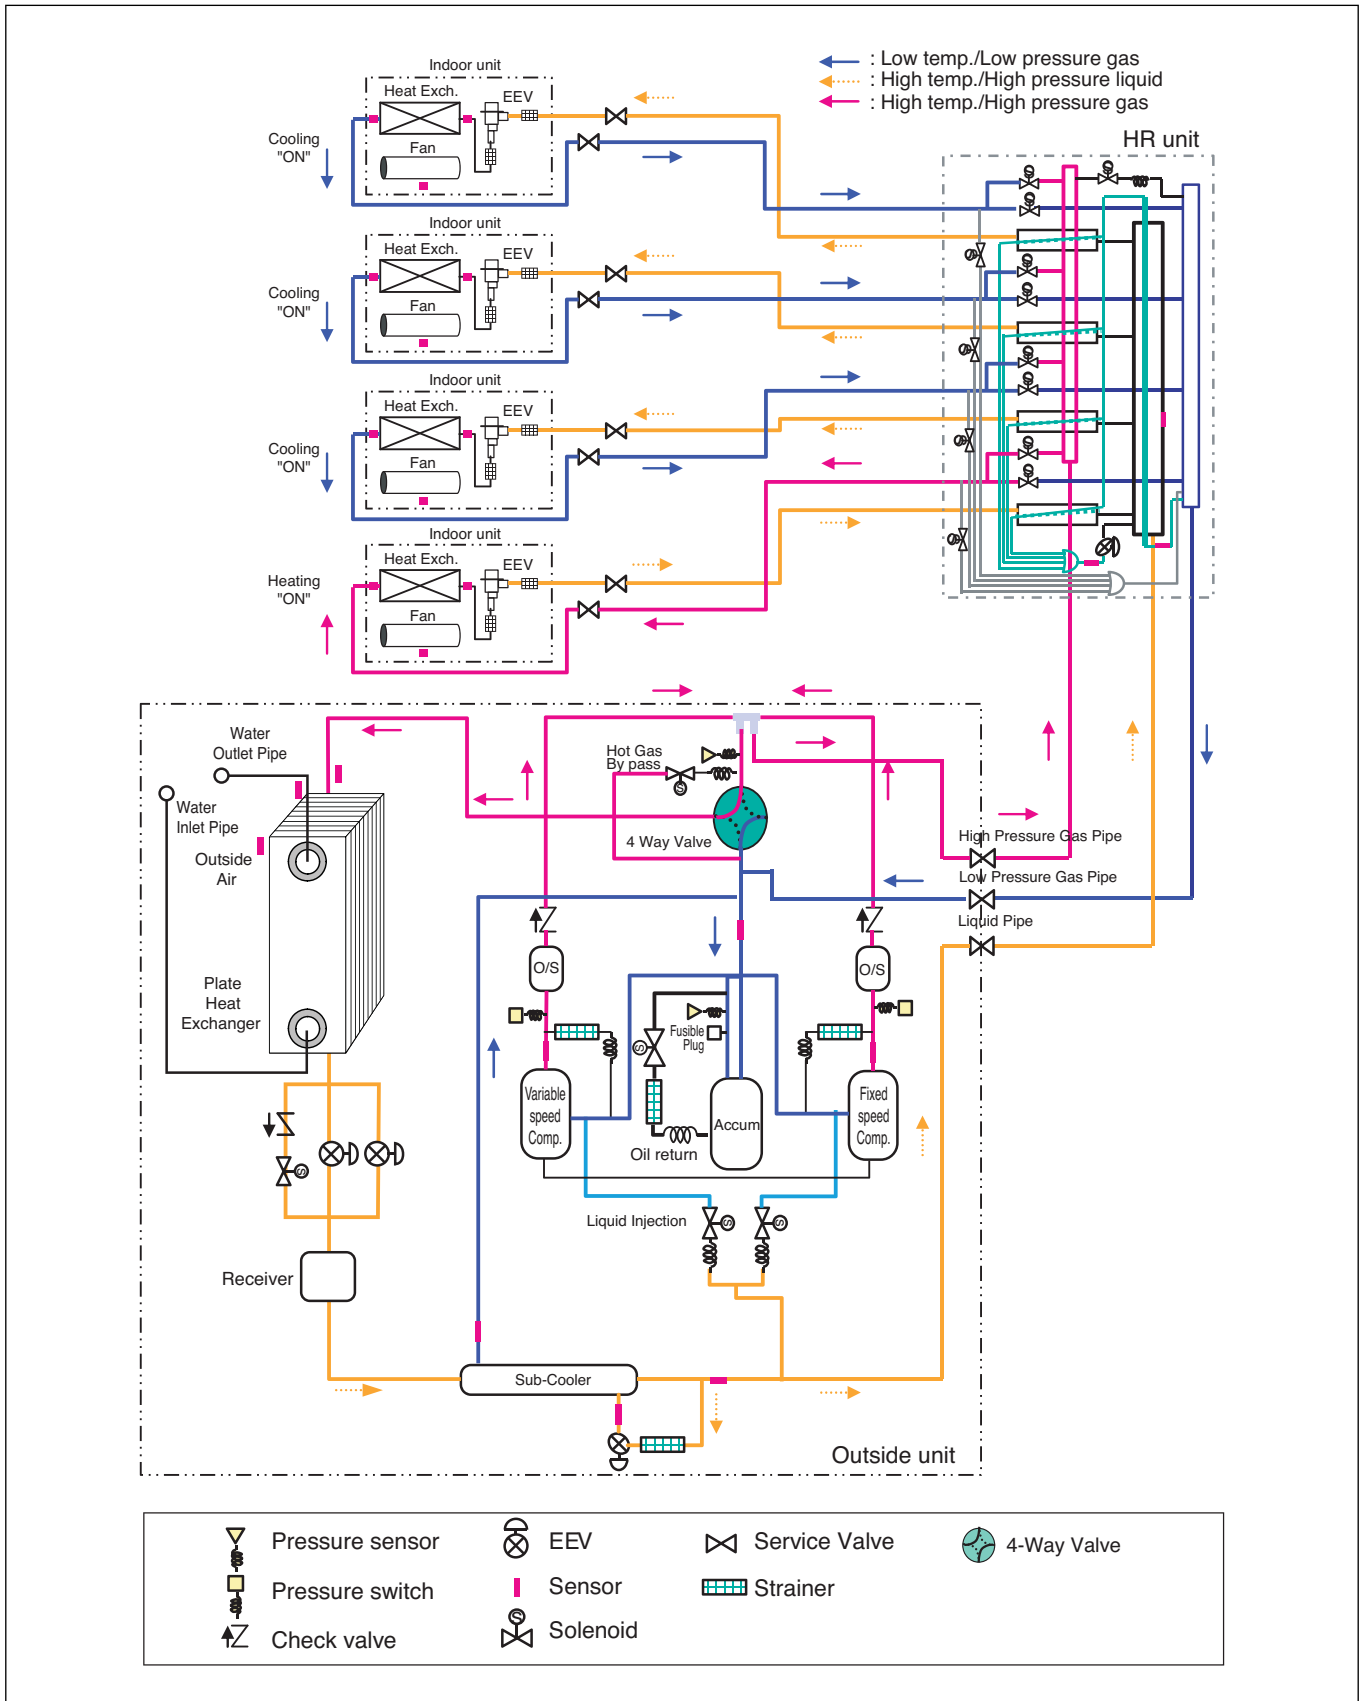 : Low temp./Low pressure gas
: High temp./High pressure liquid
: High temp./High pressure gas
HR unit
Indoor unit
Heat Exch.
EEV
Fan
Cooling
"ON"
Indoor unit
Heat Exch.
EEV
Fan
Cooling
"ON"
Indoor unit
Heat Exch.
EEV
Fan
Cooling
"ON"
Indoor unit
Heat Exch.
EEV
Fan
Heating
"ON"
Water
Outlet Pipe
Water
Inlet Pipe
Outside
Air
Plate
Heat
Exchanger
Hot Gas
By pass
S
4 Way Valve
High Pressure Gas Pipe
Low Pressure Gas Pipe
Liquid Pipe
O/S
O/S
Fusible
Plug
S
Variable
speed
Comp.
Accum
Fixed
speed
Comp.
Oil return
S
Liquid Injection
S
S
Receiver
Sub-Cooler
Outside unit
Pressure sensor
Pressure switch
Check valve
EEV
Sensor
S
Solenoid
Service Valve
Strainer
4-Way Valve